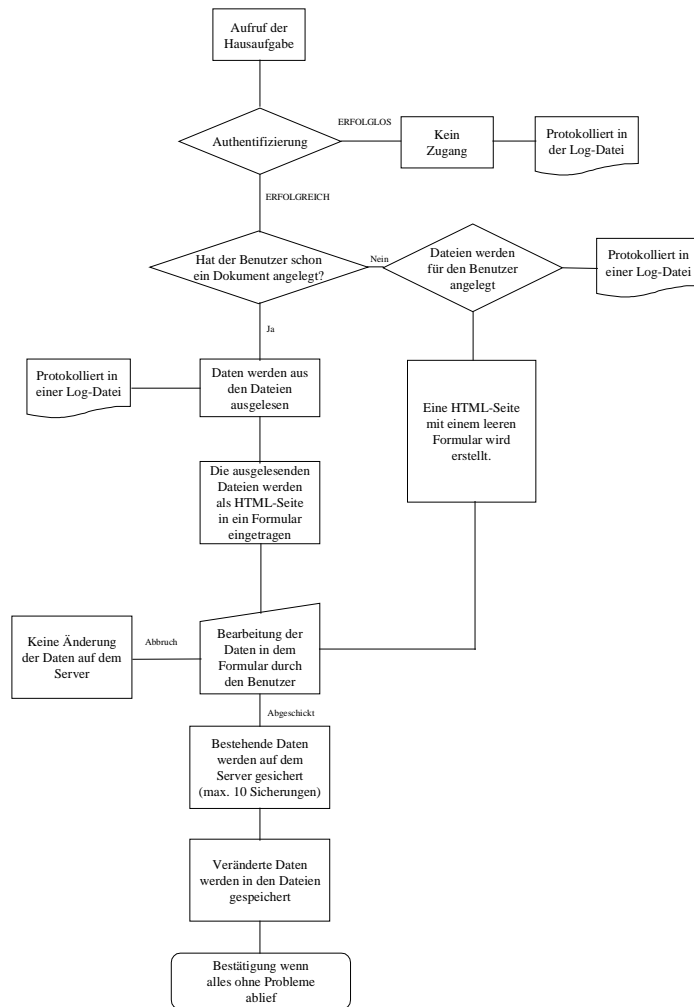 Aufruf der
Hausaufgabe
Authentifizierung
ERFOLGLOS
Kein
Zugang
Protokolliert in
der Log-Datei
ERFOLGREICH
Hat der Benutzer schon
ein Dokument angelegt?
Nein
Dateien werden
für den Benutzer
angelegt
Protokolliert in
einer Log-Datei
Ja
Protokolliert in
einer Log-Datei
Daten werden aus
den Dateien
ausgelesen
Eine HTML-Seite
mit einem leeren
Formular wird
erstellt.
Die ausgelesenden
Dateien werden
als HTML-Seite
in ein Formular
eingetragen
Keine Änderung
der Daten auf dem
Server
Abbruch
Bearbeitung der
Daten in dem
Formular durch
den Benutzer
Abgeschickt
Bestehende Daten
werden auf dem
Server gesichert
(max. 10 Sicherungen)
Veränderte Daten
werden in den Dateien
gespeichert
Bestätigung wenn
alles ohne Probleme
ablief